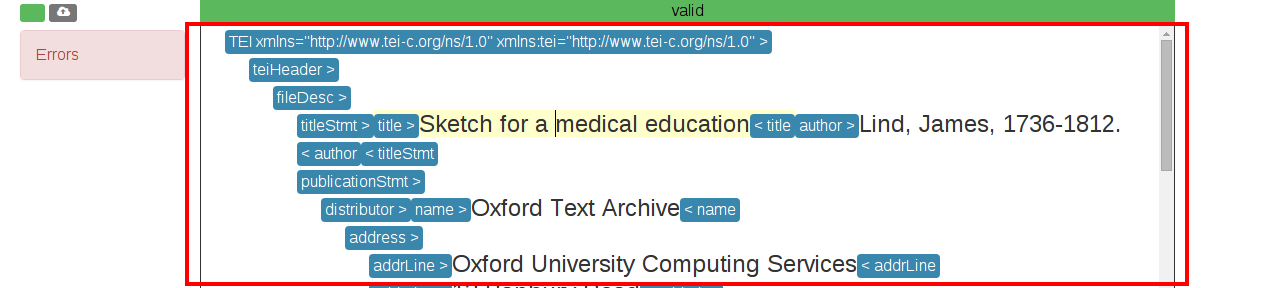 valid
Errors
TEI xmlns="http://www.tei-c.org/ns/1.0" xmlns:tei="http://www.tei-c.org/ns/1.0" >
teiHeader >
fileDesc >
titleStmt > title > Sketch for a medical education < title author > Lind, James, 1736-1812.
< author < titleStmt
publicationStmt >
distributor > name > Oxford Text Archive < name
address >
addrLine > Oxford University Computing Services < addrLine